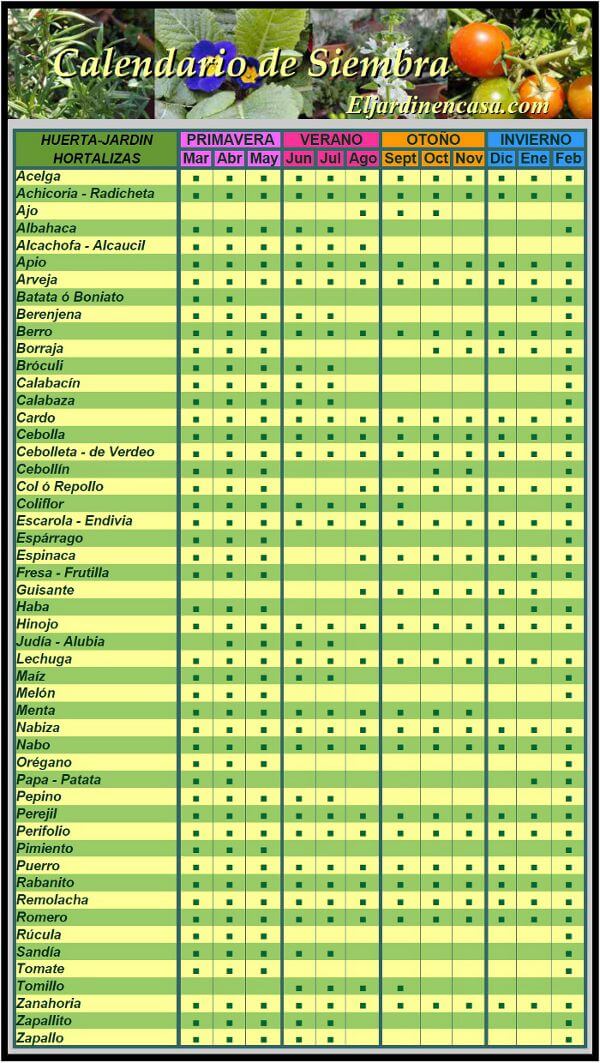 Calendario de Siembra
Eljardinencasa.com
HUERTA-JARDIN PRIMAVERA VERANO OTOÑO INVIERNO
HORTALIZAS Mar Abr May Jun Jul Ago Sept Oct Nov Dic Ene Feb
Acelga
Achicoria - Radicheta
Ajo
Albahaca
Alcachofa - Alcaucil
Apio
Arveja
Batata ó Boniato
Berenjena
Berro
Borraja
Bróculi
Calabacín
Calabaza
Cardo
Cebolla
Cebolleta - de Verdeo
Cebollín
Col ó Repollo
Coliflor
Escarola - Endivia
Espárrago
Espinaca
Fresa - Frutilla
Guisante
Haba
Hinojo
Judía - Alubia
Lechuga
Maíz
Melón
Menta
Nabiza
Nabo
Orégano
Papa - Patata
Pepino
Perejil
Perifolio
Pimiento
Puerro
Rabanito
Remolacha
Romero
Rúcula
Sandía
Tomate
Tomillo
Zanahoria
Zapallito
Zapallo